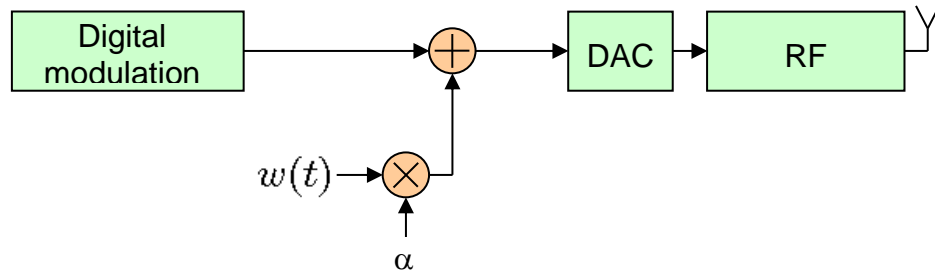 Digital
modulation
DAC
RF
w(t)
α